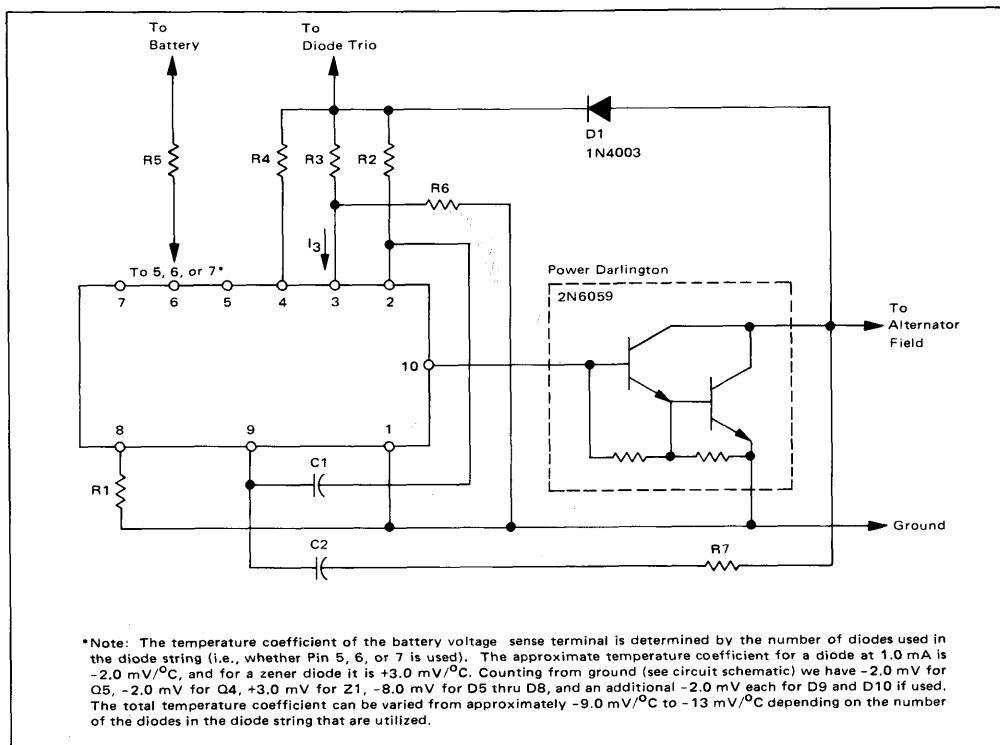 To
Battery
To
Diode Trio
D1
1N4003
R5
R4
R3
R2
R6
I3
To 5, 6, or 7*
7
6
5
4
3
2
Power Darlington
2N6059
To
Alternator
Field
10
8
9
1
R1
C1
Ground
C2
R7
*Note: The temperature coefficient of the battery voltage sense terminal is determined by the number of diodes used in
the diode string (i.e., whether Pin 5, 6, or 7 is used). The approximate temperature coefficient for a diode at 1.0 mA is
-2.0 mV/°C, and for a zener diode it is +3.0 mV/°C. Counting from ground (see circuit schematic) we have -2.0 mV for
Q5, -2.0 mV for Q4, +3.0 mV for Z1, -8.0 mV for D5 thru D8, and an additional -2.0 mV each for D9 and D10 if used.
The total temperature coefficient can be varied from approximately -9.0 mV/°C to -13 mV/°C depending on the number
of the diodes in the diode string that are utilized.